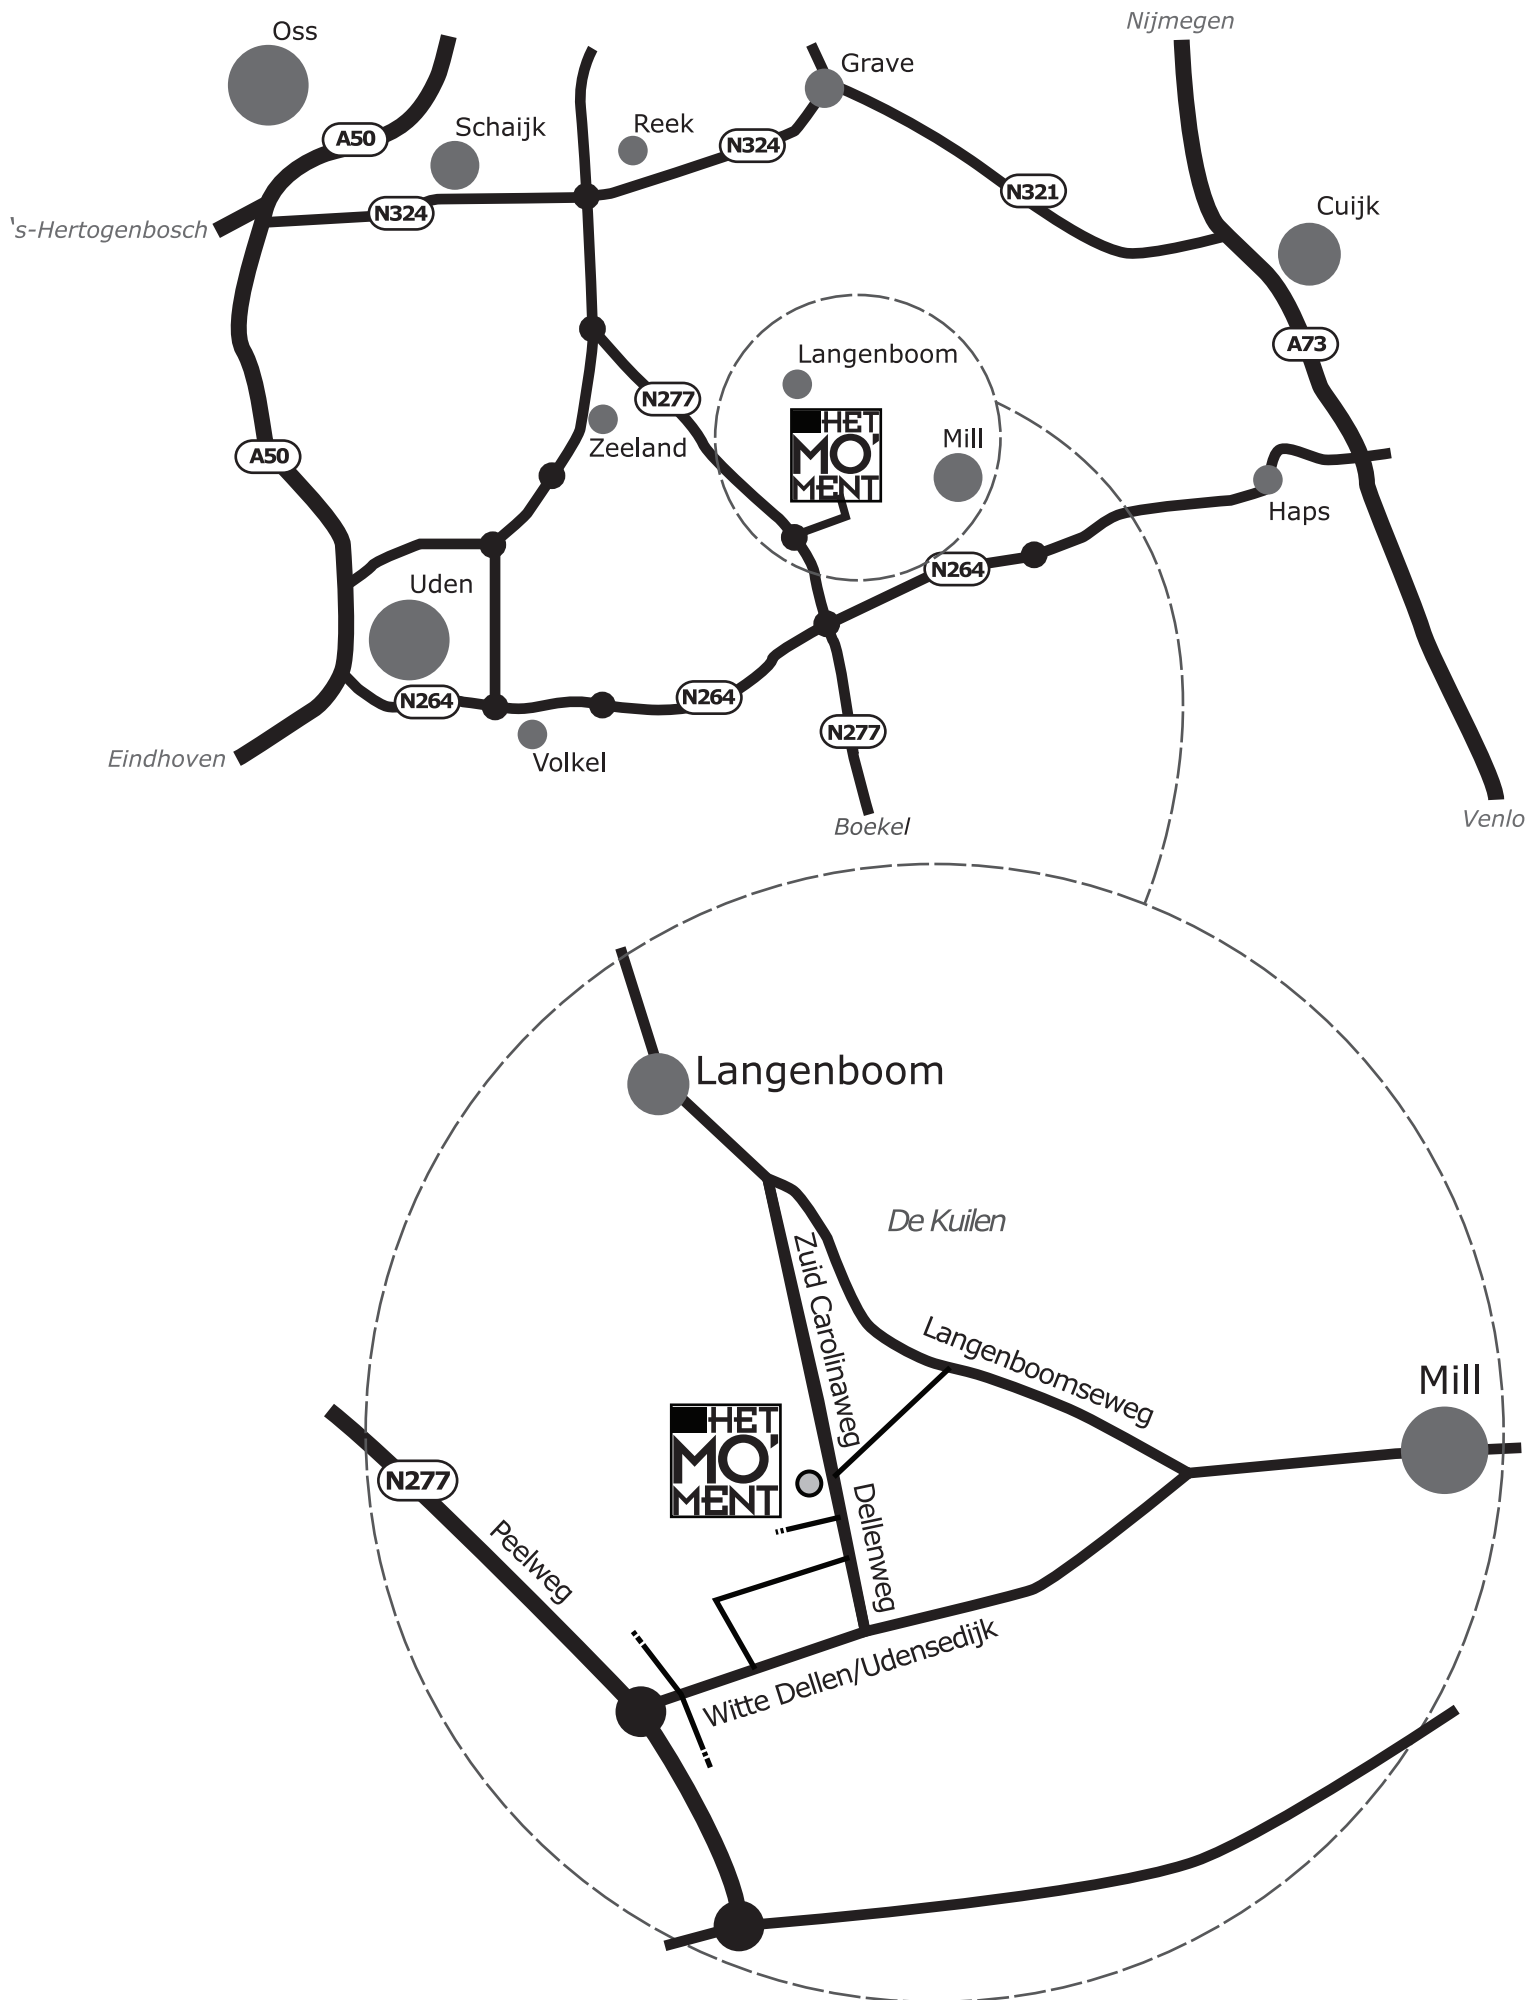 Oss
Nijmegen
Grave
A50
Schaijk
Reek
N324
N321
N324
Cuijk
's-Hertogenbosch
A73
Langenboom
N277
HET
MO'
MENT
Mill
Zeeland
A50
Haps
N264
Uden
N264
N264
N277
Volkel
Eindhoven
Boekel
Venlo
Langenboom
De Kuilen
Zuid Carolinaweg
Langenboomseweg
Mill
HET
MO'
MENT
N277
Dellenweg
Peelweg
Witte Dellen/Udensedijk